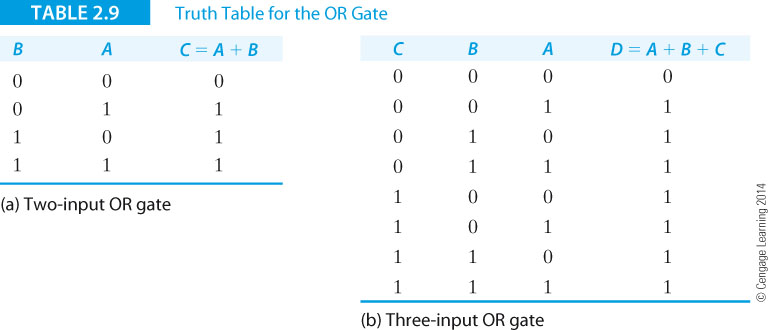 TABLE 2.9 Truth Table for the OR Gate
B A C = A + B
0 0 0
0 1 1
1 0 1
1 1 1
(a) Two-input OR gate
C B A D = A + B + C
0 0 0 0
0 0 1 1
0 1 0 1
0 1 1 1
1 0 0 1
1 0 1 1
1 1 0 1
1 1 1 1
(b) Three-input OR gate
© Cengage Learning 2014